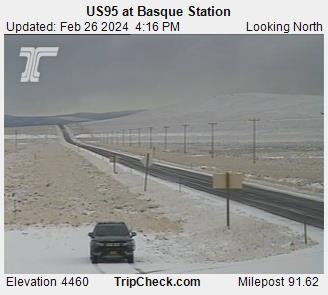 US95 at Basque Station
Updated: Feb 26 2024 4:16 PM Looking North
Elevation 4460 TripCheck.com Milepost 91.62